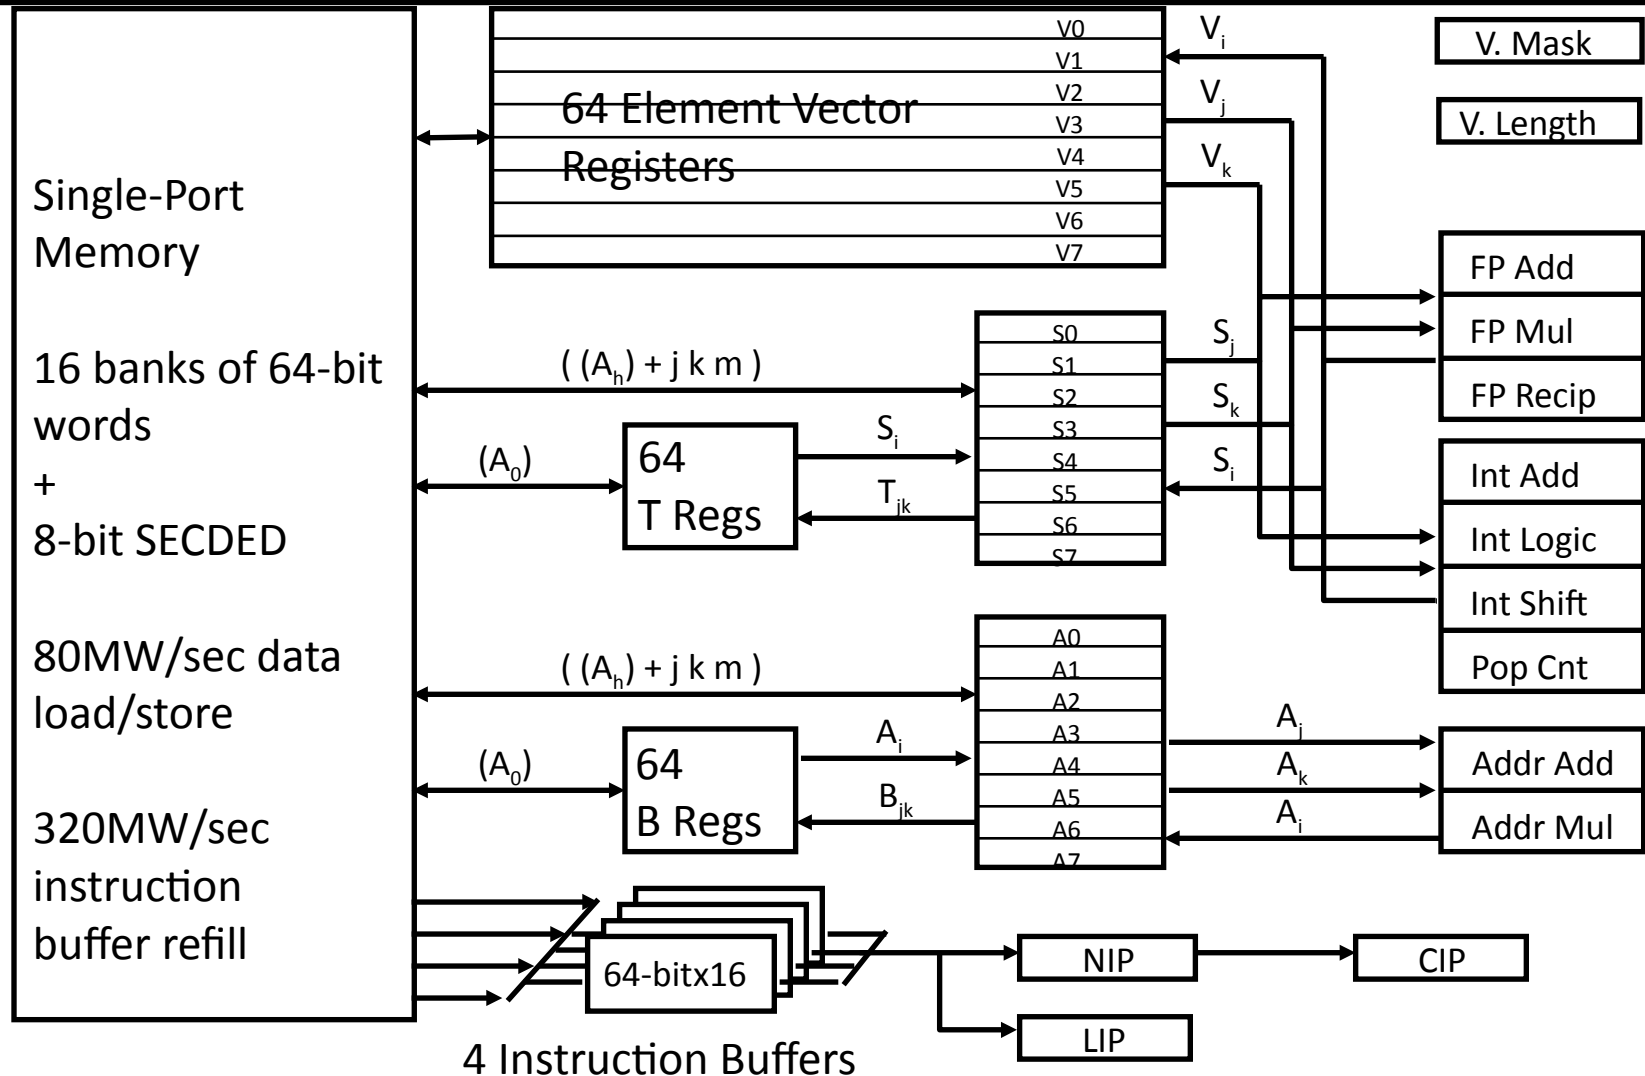 Single-Port
Memory
16 banks of 64-bit
words
+
8-bit SECDED
80MW/sec data
load/store
320MW/sec
instruction
buffer refill
64 Element Vector
Registers
V0
V1
V2
V3
V4
V5
V6
V7
Vi
Vj
Vk
V. Mask
V. Length
FP Add
FP Mul
FP Recip
( (Ah) + j k m )
(A0)
64
T Regs
Si
Tjk
S0
S1
S2
S3
S4
S5
S6
S7
Sj
Sk
Si
Int Add
Int Logic
Int Shift
Pop Cnt
( (Ah) + j k m )
(A0)
64
B Regs
Ai
Bjk
A0
A1
A2
A3
A4
A5
A6
A7
Aj
Ak
Ai
Addr Add
Addr Mul
64-bitx16
4 Instruction Buffers
NIP
CIP
LIP